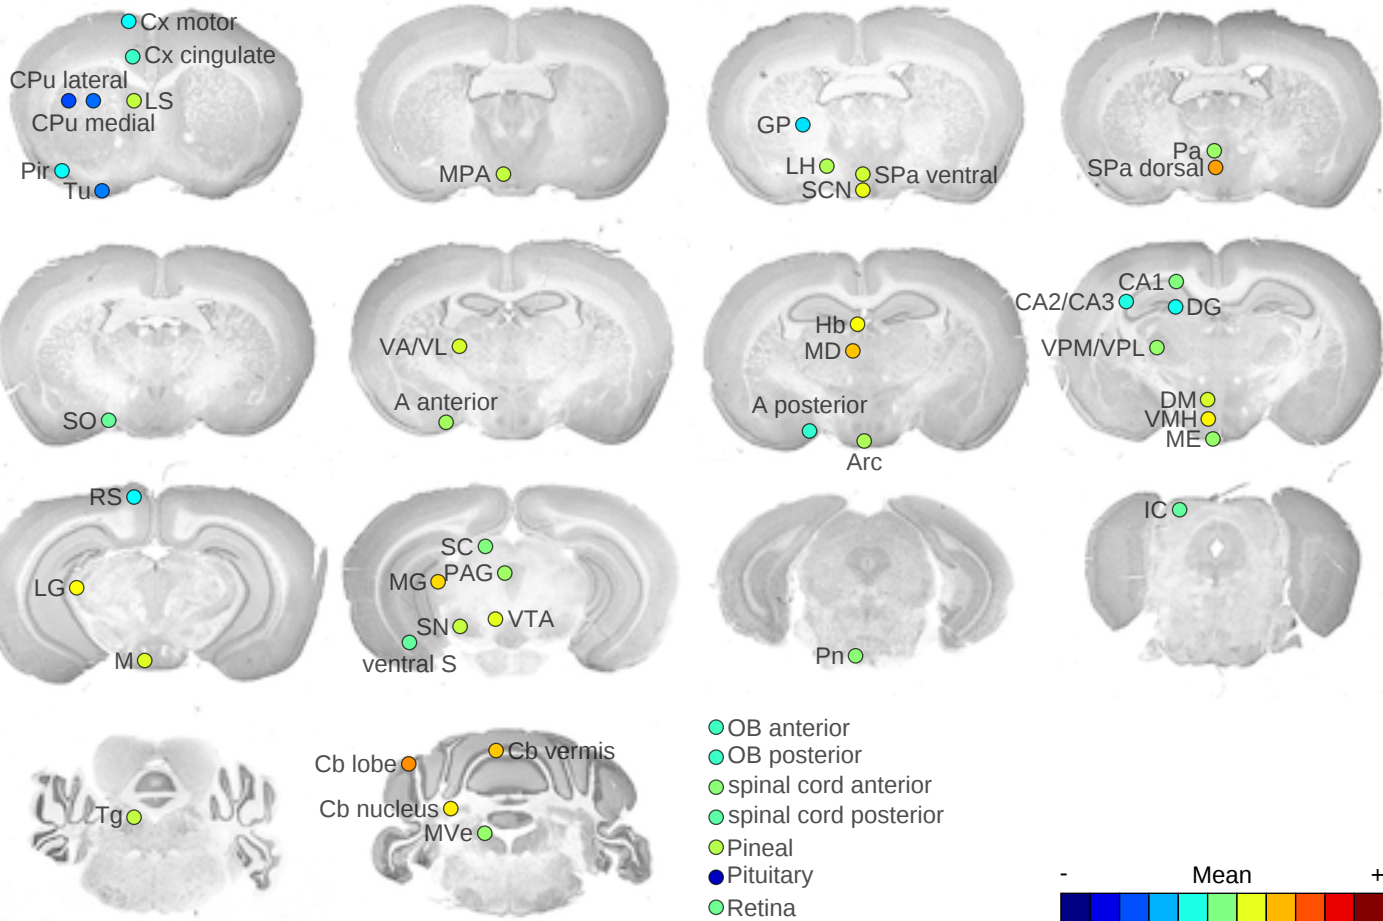 Cx motor
Cx cingulate
CPu lateral
LS
CPu medial
Pir
Tu
MPA
GP
LH
SPa ventral
SCN
Pa
SPa dorsal
SO
VA/VL
A anterior
Hb
MD
A posterior
Arc
CA1
CA2/CA3
DG
VPM/VPL
DM
VMH
ME
RS
LG
M
SC
PAG
MG
VTA
SN
ventral S
Pn
IC
Tg
Cb vermis
Cb lobe
Cb nucleus
MVe
OB anterior
OB posterior
spinal cord anterior
spinal cord posterior
Pineal
Pituitary
Retina
- Mean +